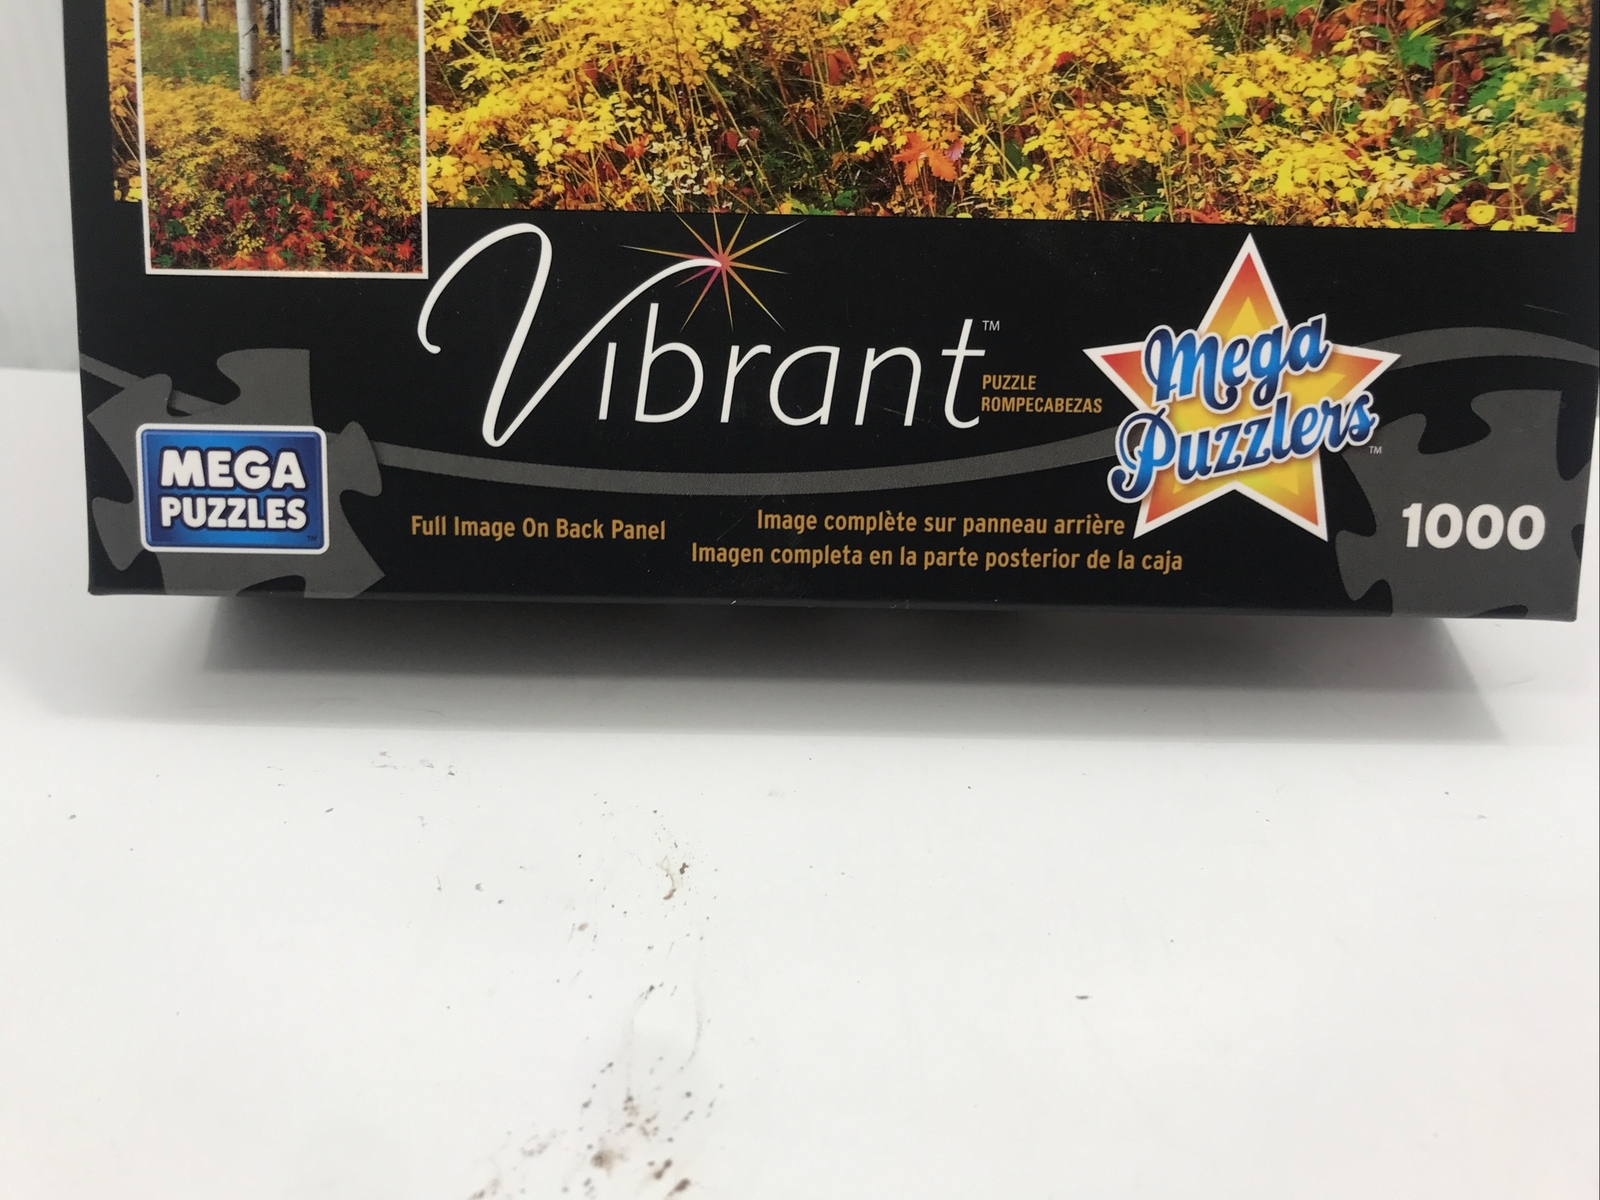 Vibrant™
PUZZLE
ROMPECABEZAS
Mega
Puzzlers™
MEGA
PUZZLES™
Full Image On Back Panel
Image complète sur panneau arrière
Imagen completa en la parte posterior de la caja
1000